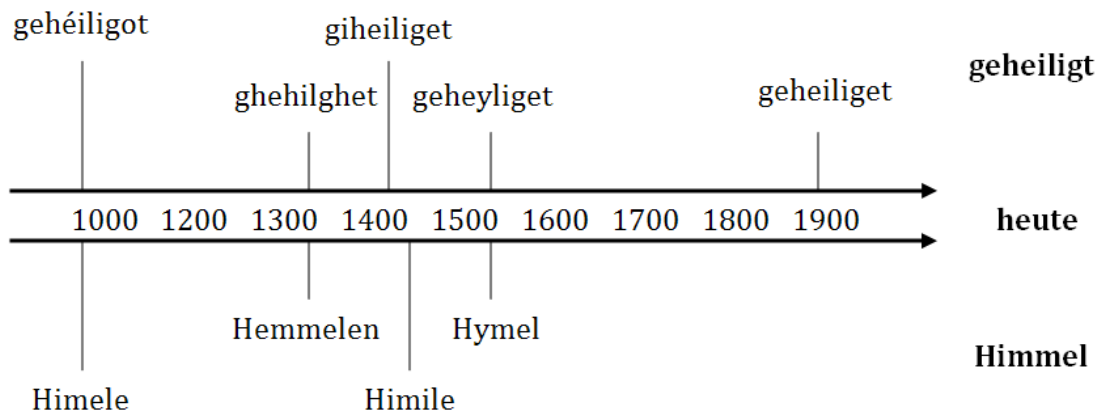 gehéiligot
giheiliget
geheiligt
ghehilghet
geheyliget
geheiliget
1000 1200 1300 1400 1500 1600 1700 1800 1900
heute
Hemmelen
Hymel
Himmel
Himele
Himile